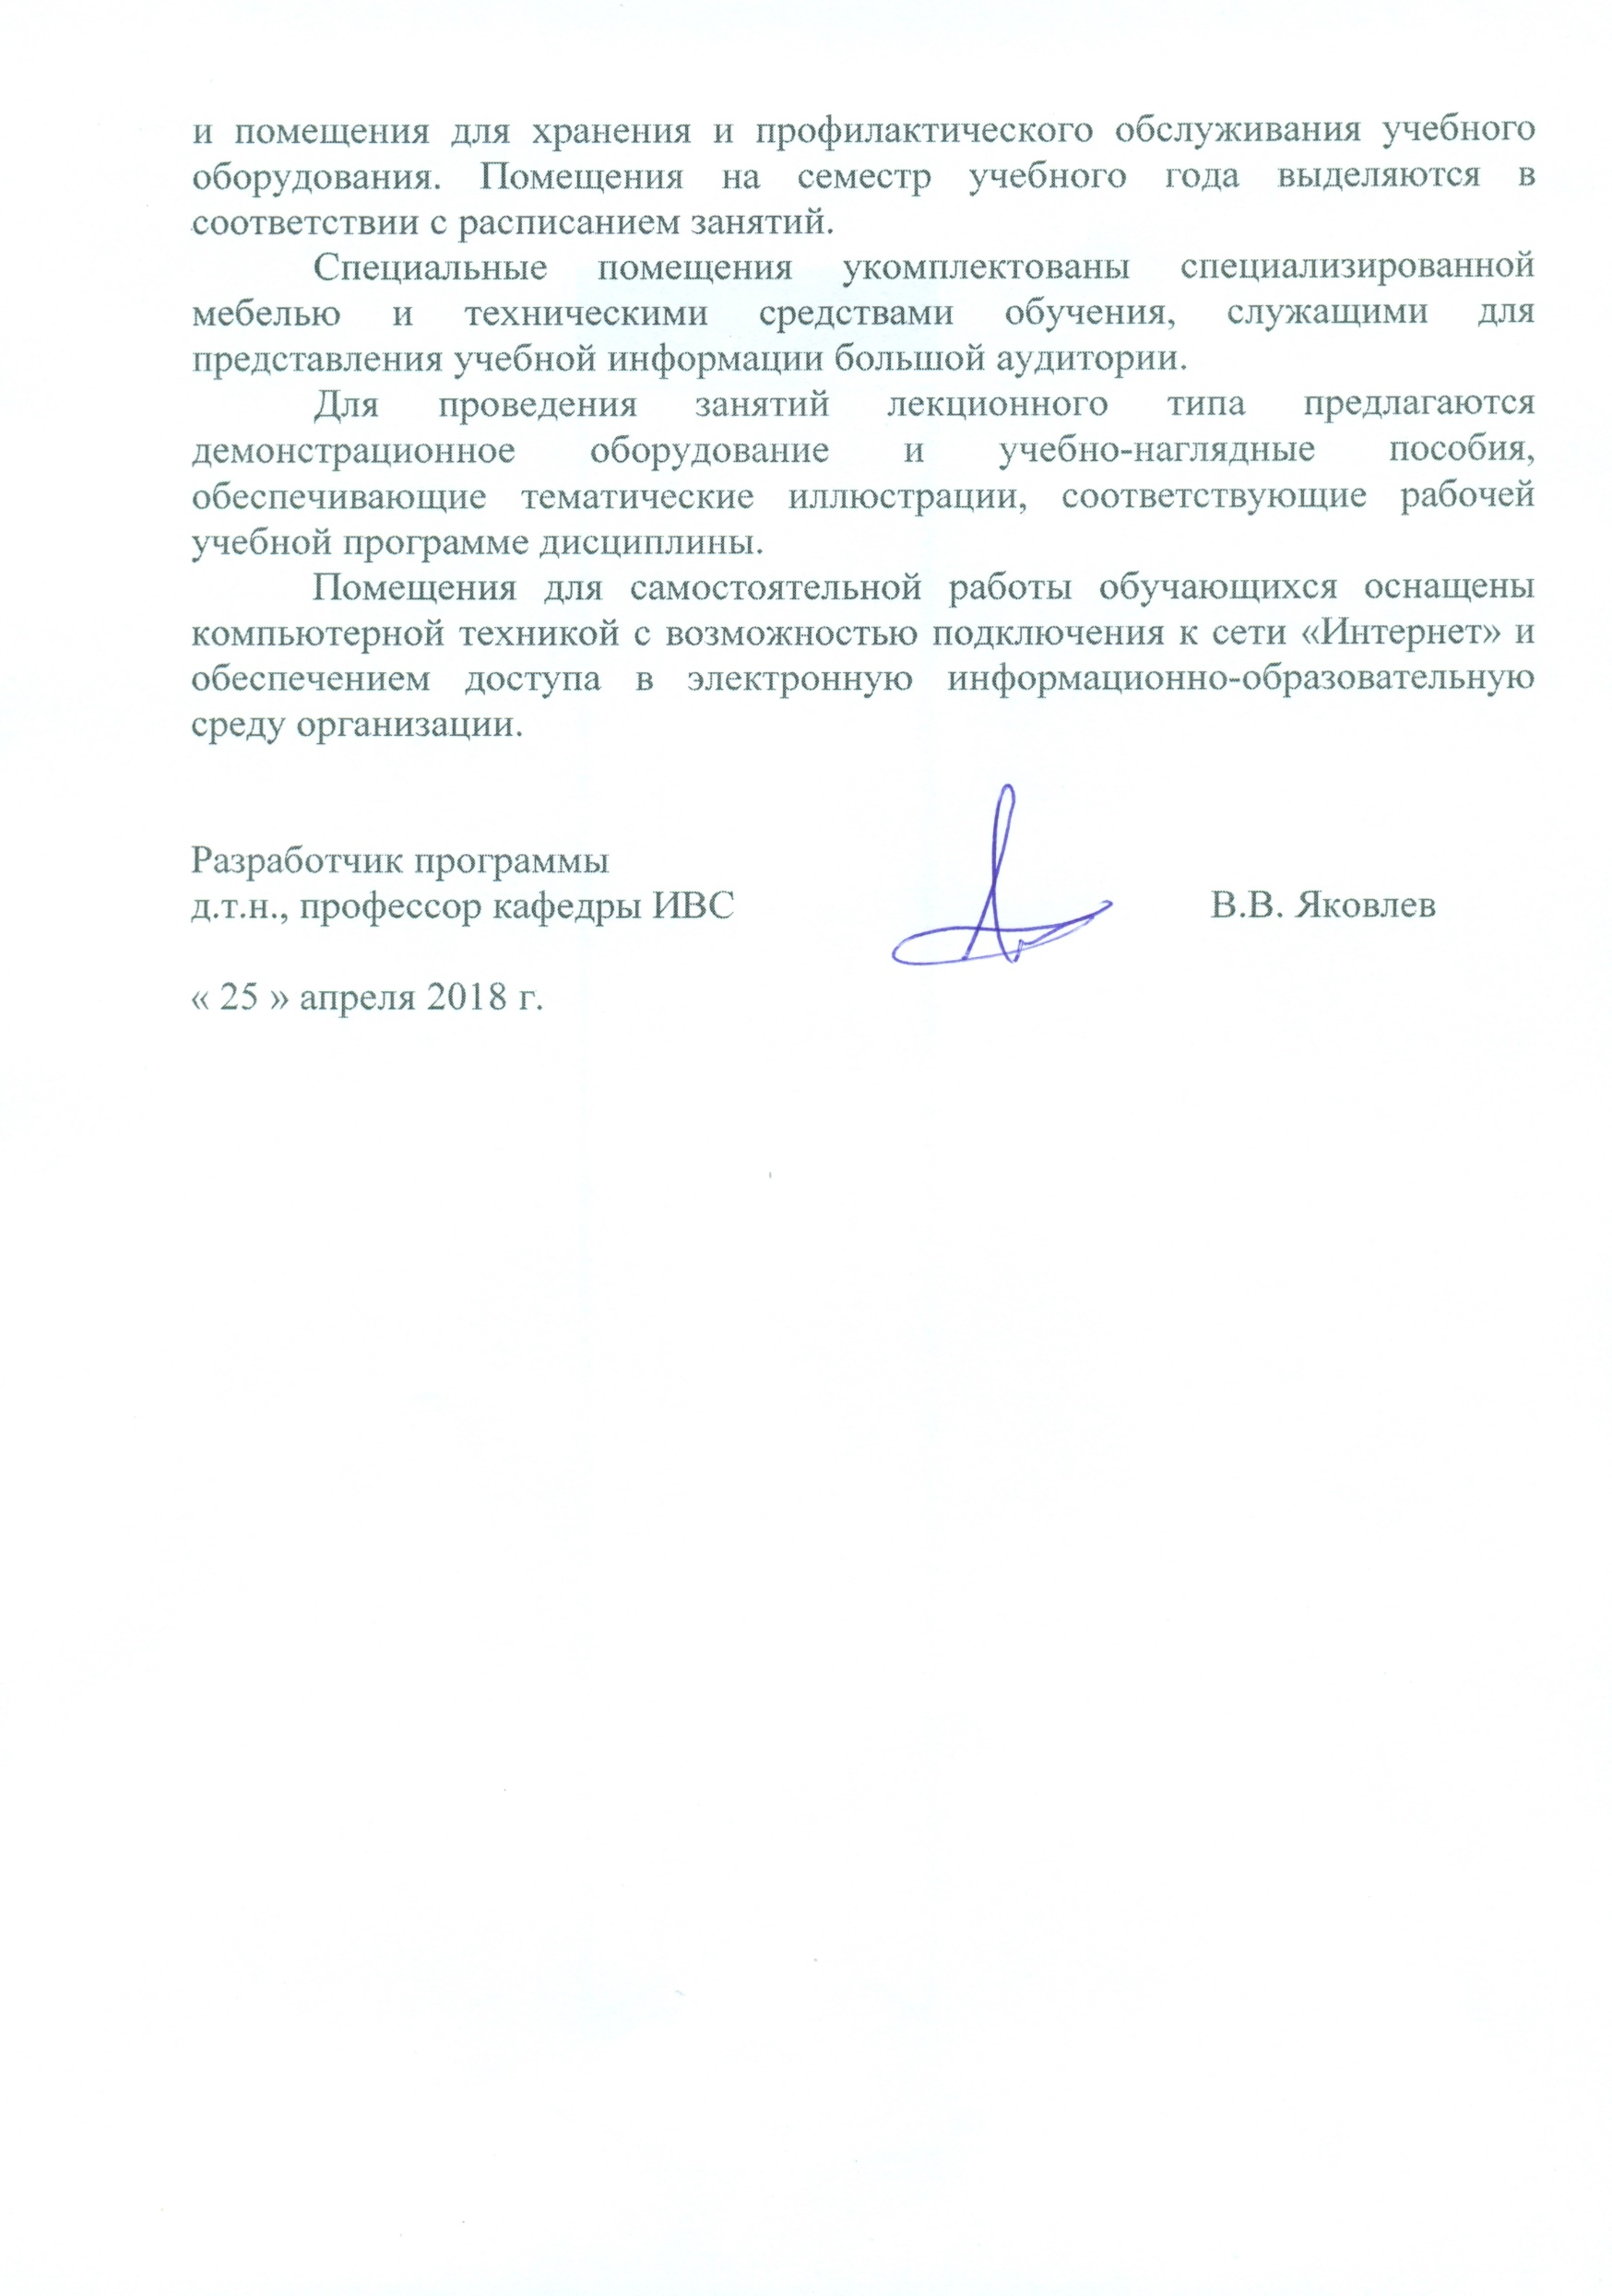 и помещения для хранения и профилактического обслуживания учебного
оборудования. Помещения на семестр учебного года выделяются в
соответствии с расписанием занятий.
Специальные помещения укомплектованы специализированной
мебелью и техническими средствами обучения, служащими для
представления учебной информации большой аудитории.
Для проведения занятий лекционного типа предлагаются
демонстрационное оборудование и учебно-наглядные пособия,
обеспечивающие тематические иллюстрации, соответствующие рабочей
учебной программе дисциплины.
Помещения для самостоятельной работы обучающихся оснащены
компьютерной техникой с возможностью подключения к сети «Интернет» и
обеспечением доступа в электронную информационно-образовательную
среду организации.
Разработчик программы
д.т.н., профессор кафедры ИВС В.В. Яковлев
« 25 » апреля 2018 г.